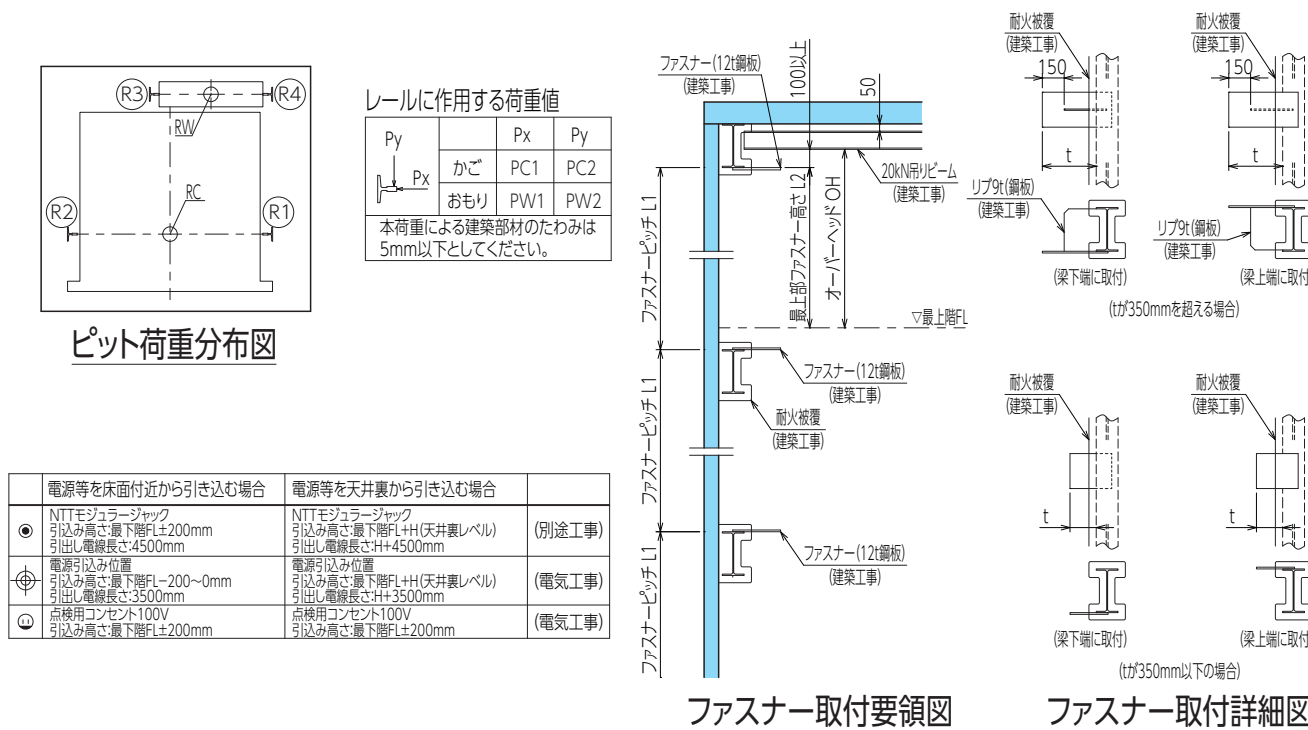 R3
R4
RW
RC
R2
R1
ピット荷重分布図
レールに作用する荷重値
Py
Px
Px
Py
かご
PC1
PC2
おもり
PW1
PW2
本荷重による建築部材のたわみは
5mm以下としてください。
電源等を床面付近から引き込む場合
電源等を天井裏から引き込む場合
NTTモジュラージャック
引込み高さ:最下階FL±200mm
引出し電線長さ:4500mm
NTTモジュラージャック
引込み高さ:最下階FL+H(天井裏レベル)
引出し電線長さ:H+4500mm
(別途工事)
電源引込み位置
引込み高さ:最下階FL−200〜0mm
引出し電線長さ:3500mm
電源引込み位置
引込み高さ:最下階FL+H(天井裏レベル)
引出し電線長さ:H+3500mm
(電気工事)
点検用コンセント100V
引込み高さ:最下階FL±200mm
点検用コンセント100V
引込み高さ:最下階FL±200mm
(電気工事)
ファスナー(12t鋼板)
(建築工事)
100以上
50
20kN吊りビーム
(建築工事)
ファスナーピッチ L1
最上部ファスナー高さ L2
オーバーヘッド OH
▽最上階FL
ファスナー(12t鋼板)
(建築工事)
耐火被覆
(建築工事)
ファスナーピッチ L1
ファスナー(12t鋼板)
(建築工事)
ファスナーピッチ L1
ファスナー取付要領図
耐火被覆
(建築工事)
150
t
リブ9t(鋼板)
(建築工事)
(梁下端に取付)
耐火被覆
(建築工事)
150
t
リブ9t(鋼板)
(建築工事)
(梁上端に取付
(tが350mmを超える場合)
耐火被覆
(建築工事)
t
(梁下端に取付)
耐火被覆
(建築工事)
t
(梁上端に取付
(tが350mm以下の場合)
ファスナー取付詳細図